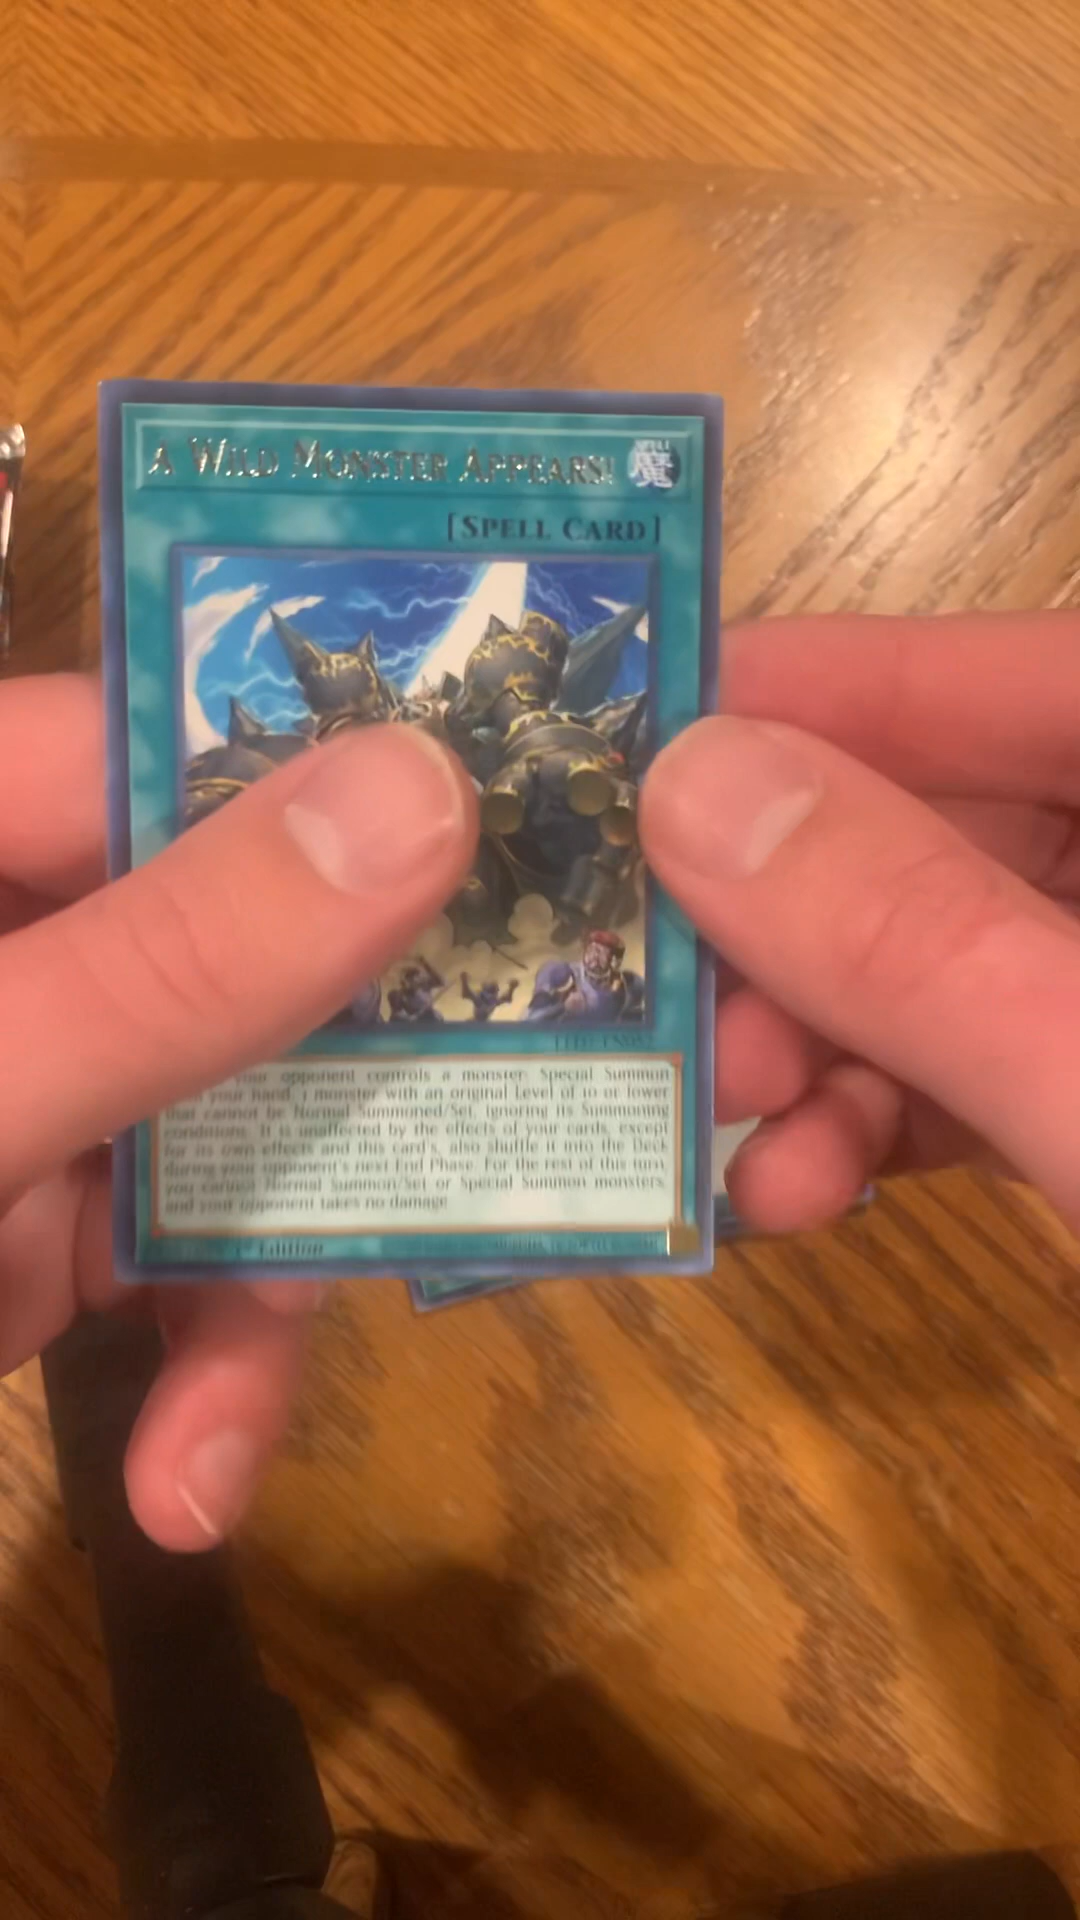 A WILD MONSTER APPEARS!
SPELL
魔
[SPELL CARD]
your opponent controls a monster: Special Summon
your hand, 1 monster with an original Level of 10 or lower
that cannot be Normal Summoned/Set, ignoring its Summoning
conditions. It is unaffected by the effects of your cards, except
for its own effects and this card's, also shuffle it into the Deck
during your opponent's next End Phase. For the rest of this turn,
you cannot Normal Summon/Set or Special Summon monsters,
and your opponent takes no damage.
1st Edition